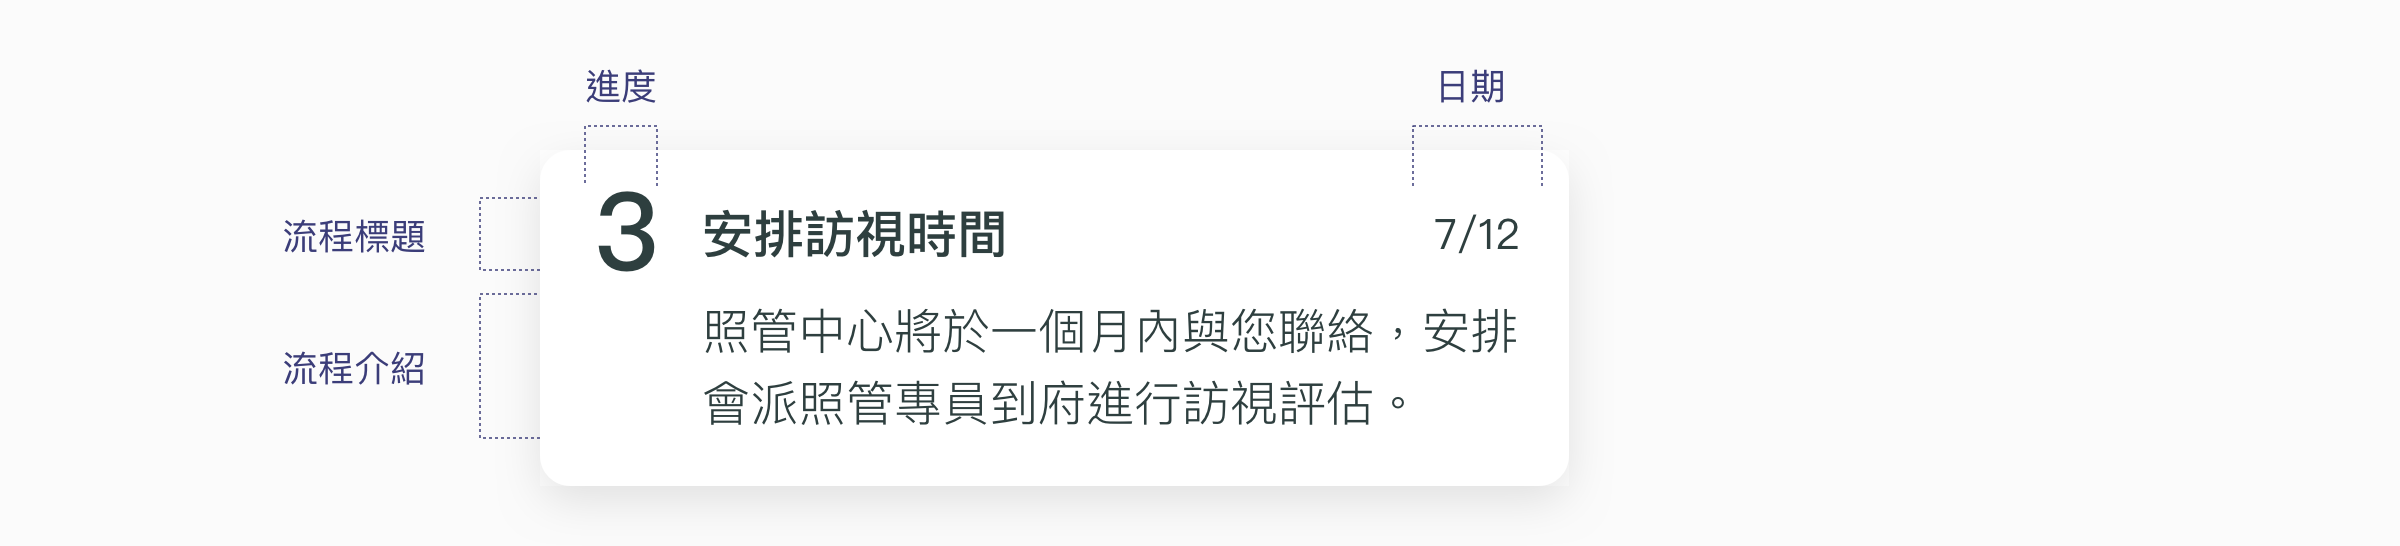 進度
日期
流程標題
3
安排訪視時間
7/12
流程介紹
照管中心將於一個月內與您聯絡，安排
會派照管專員到府進行訪視評估。